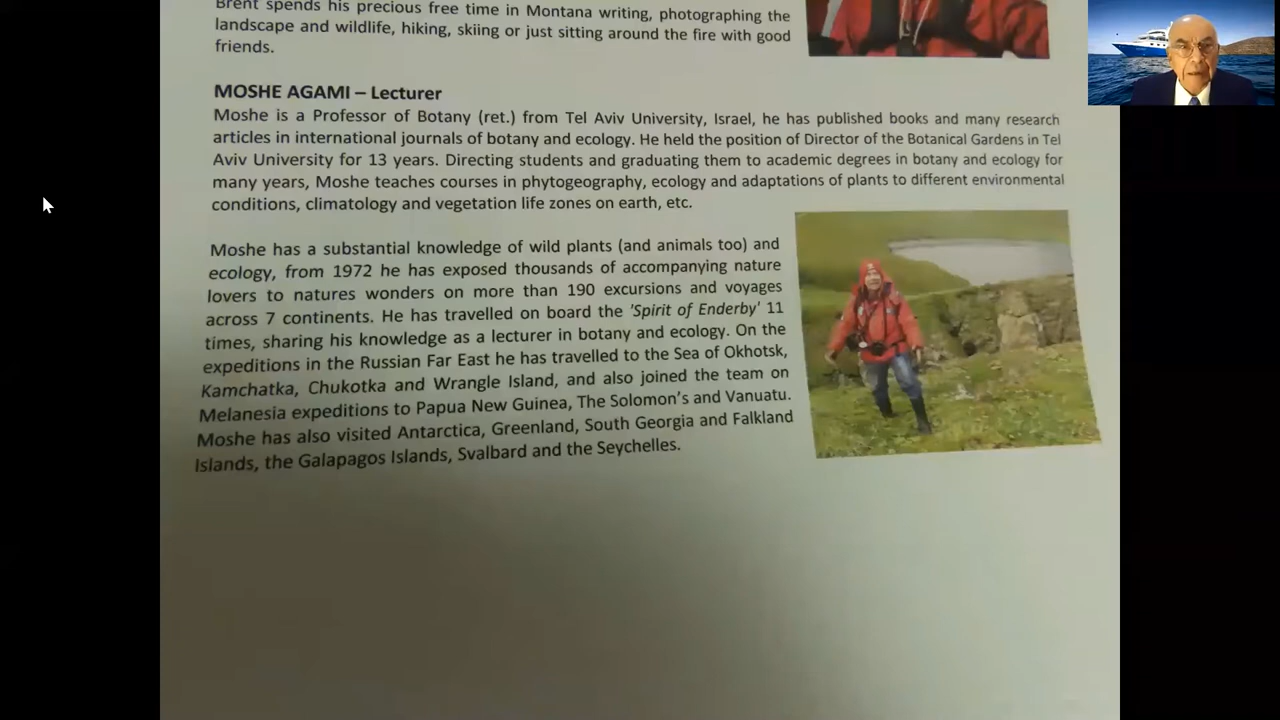 Brent spends his precious free time in Montana writing, photographing the
landscape and wildlife, hiking, skiing or just sitting around the fire with good
friends.
MOSHE AGAMI – Lecturer
Moshe is a Professor of Botany (ret.) from Tel Aviv University, Israel, he has published books and many research
articles in international journals of botany and ecology. He held the position of Director of the Botanical Gardens in Tel
Aviv University for 13 years. Directing students and graduating them to academic degrees in botany and ecology for
many years, Moshe teaches courses in phytogeography, ecology and adaptations of plants to different environmental
conditions, climatology and vegetation life zones on earth, etc.
Moshe has a substantial knowledge of wild plants (and animals too) and
ecology, from 1972 he has exposed thousands of accompanying nature
lovers to natures wonders on more than 190 excursions and voyages
across 7 continents. He has travelled on board the 'Spirit of Enderby' 11
times, sharing his knowledge as a lecturer in botany and ecology. On the
expeditions in the Russian Far East he has travelled to the Sea of Okhotsk,
Kamchatka, Chukotka and Wrangle Island, and also joined the team on
Melanesia expeditions to Papua New Guinea, The Solomon's and Vanuatu.
Moshe has also visited Antarctica, Greenland, South Georgia and Falkland
Islands, the Galapagos Islands, Svalbard and the Seychelles.